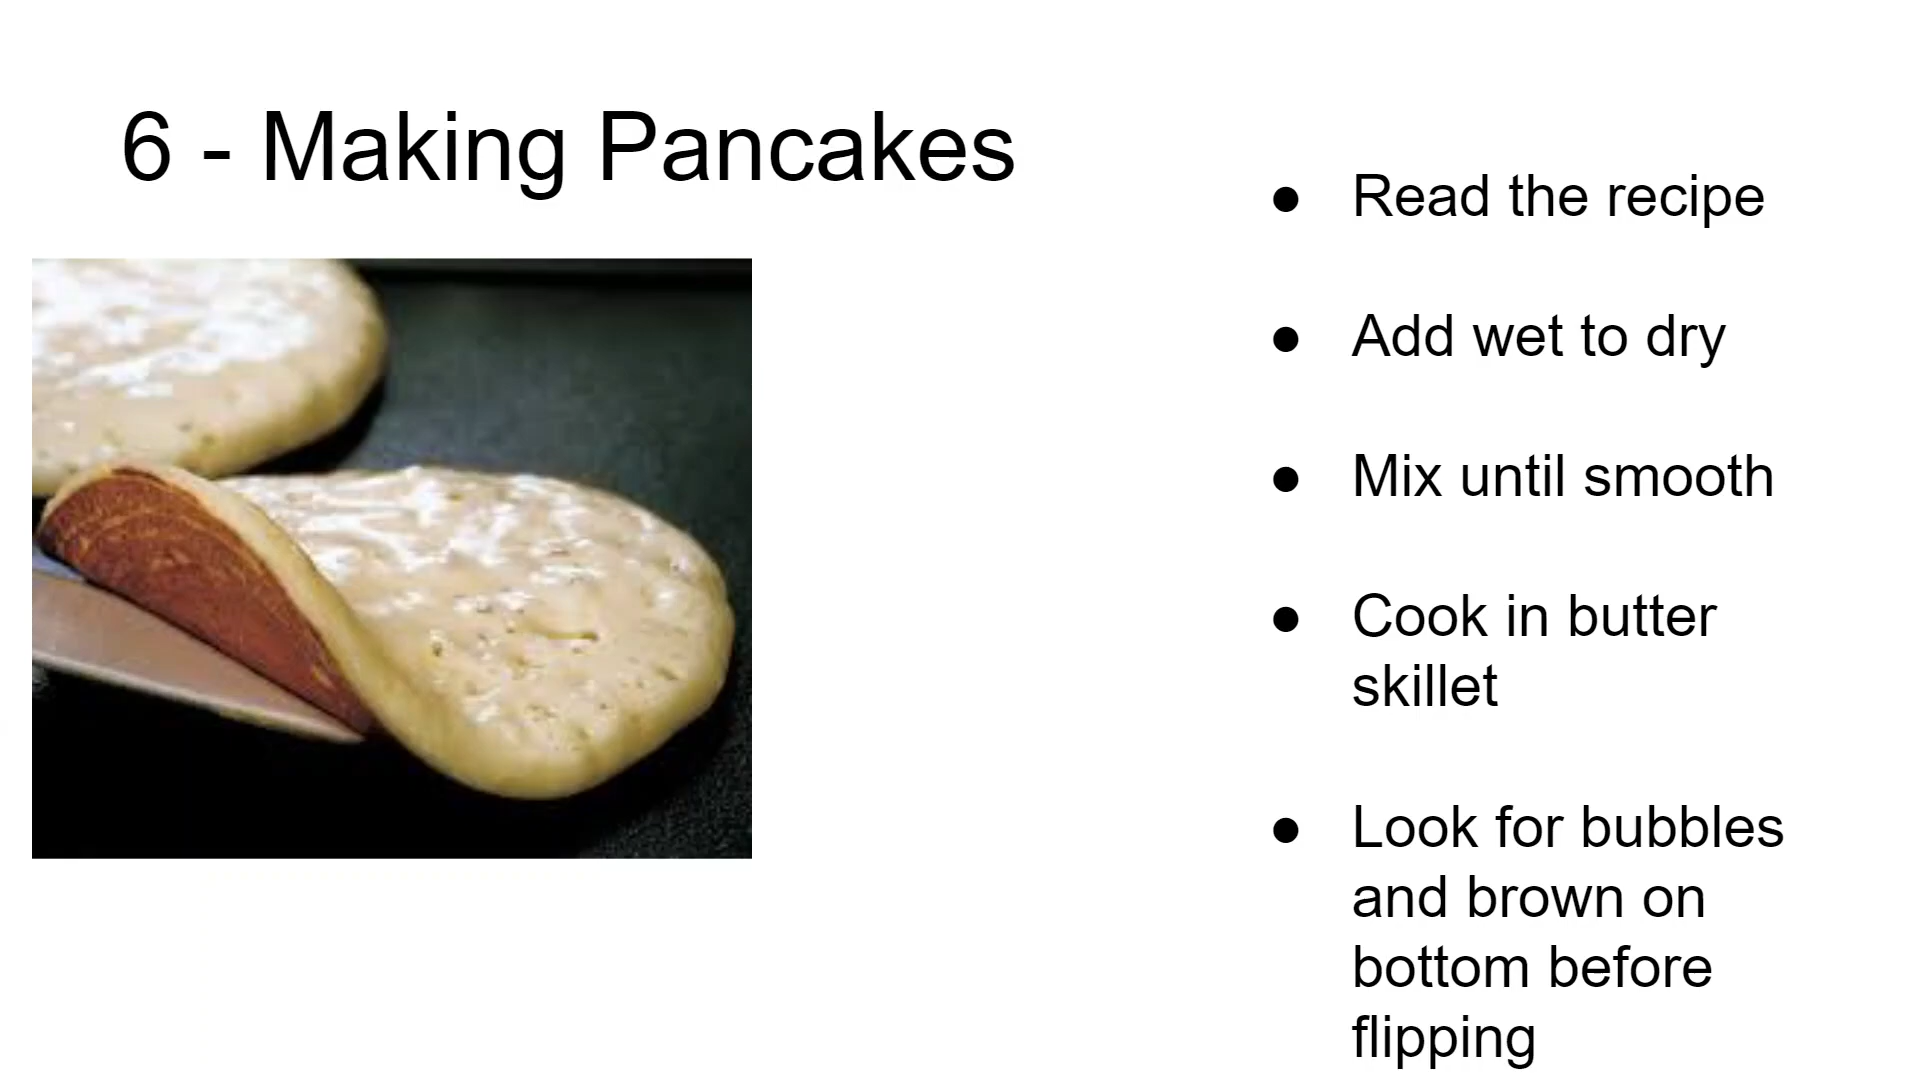 6 - Making Pancakes
● Read the recipe
● Add wet to dry
● Mix until smooth
● Cook in butter
skillet
● Look for bubbles
and brown on
bottom before
flipping